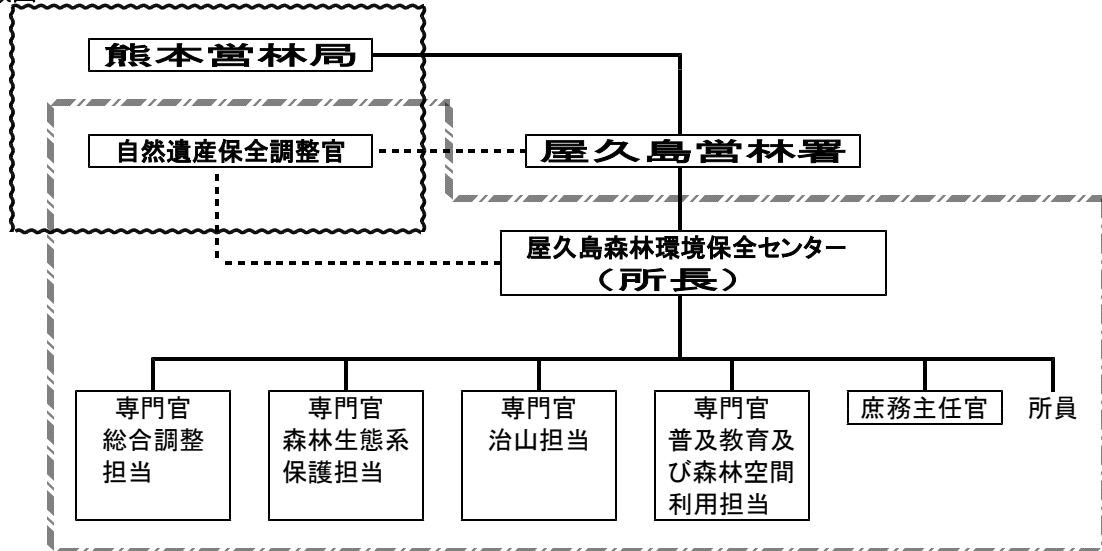 熊本営林局
自然遺産保全調整官
屋久島営林署
屋久島森林環境保全センター
（所長）
専門官
総合調整
担当
専門官
森林生態系
保護担当
専門官
治山担当
専門官
普及教育及
び森林空間
利用担当
庶務主任官
所員